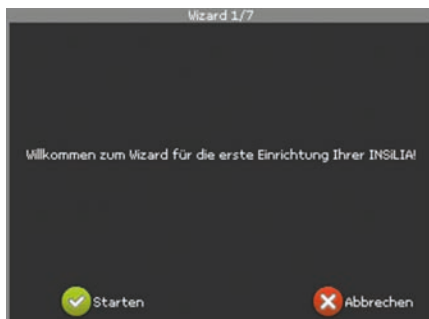 Wizard 1/7
Willkommen zum Wizard für die erste Einrichtung Ihrer INSiLIA!
Starten
Abbrechen